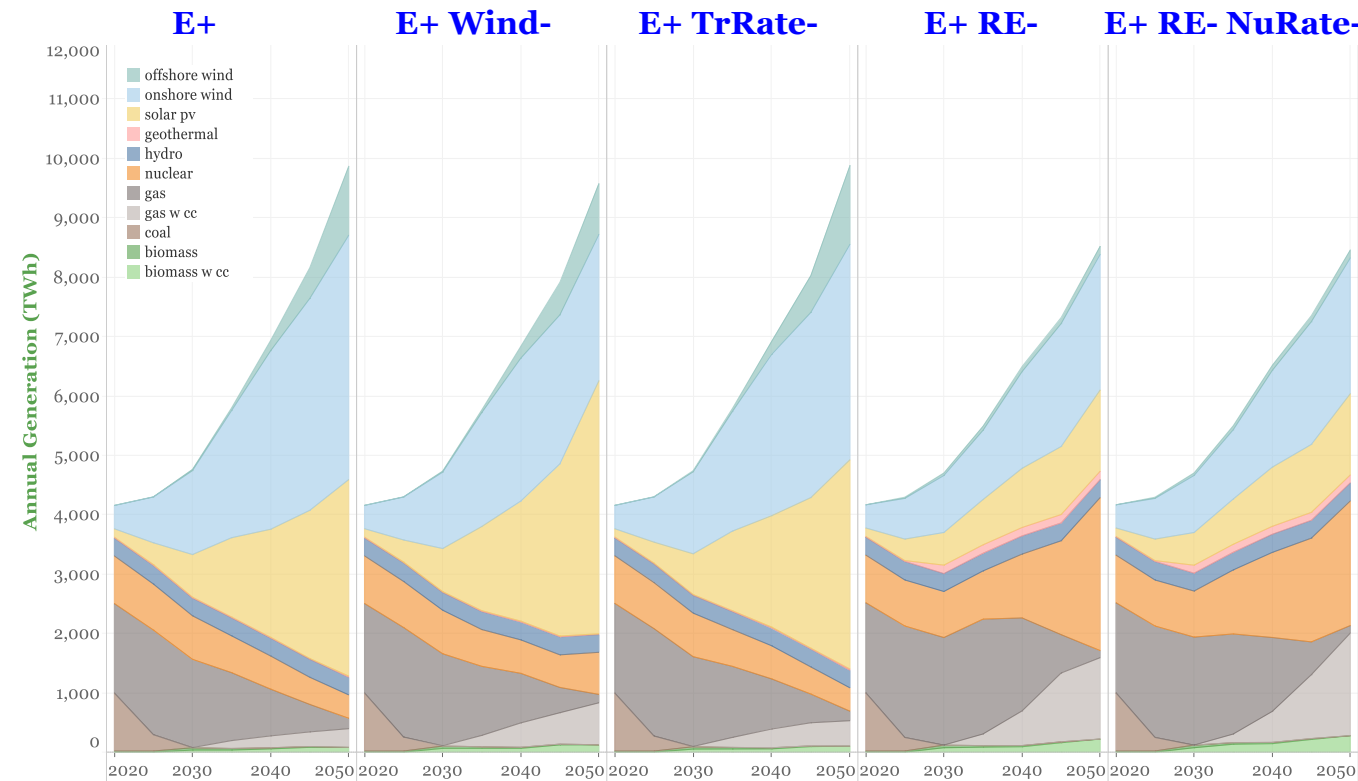 E+ E+ Wind- E+ TrRate- E+ RE- E+ RE- NuRate-
Annual Generation (TWh)
12,000
11,000
10,000
9,000
8,000
7,000
6,000
5,000
4,000
3,000
2,000
1,000
0
offshore wind
onshore wind
solar pv
geothermal
hydro
nuclear
gas
gas w cc
coal
biomass
biomass w cc
2020 2030 2040 2050 2020 2030 2040 2050 2020 2030 2040 2050 2020 2030 2040 2050 2020 2030 2040 2050